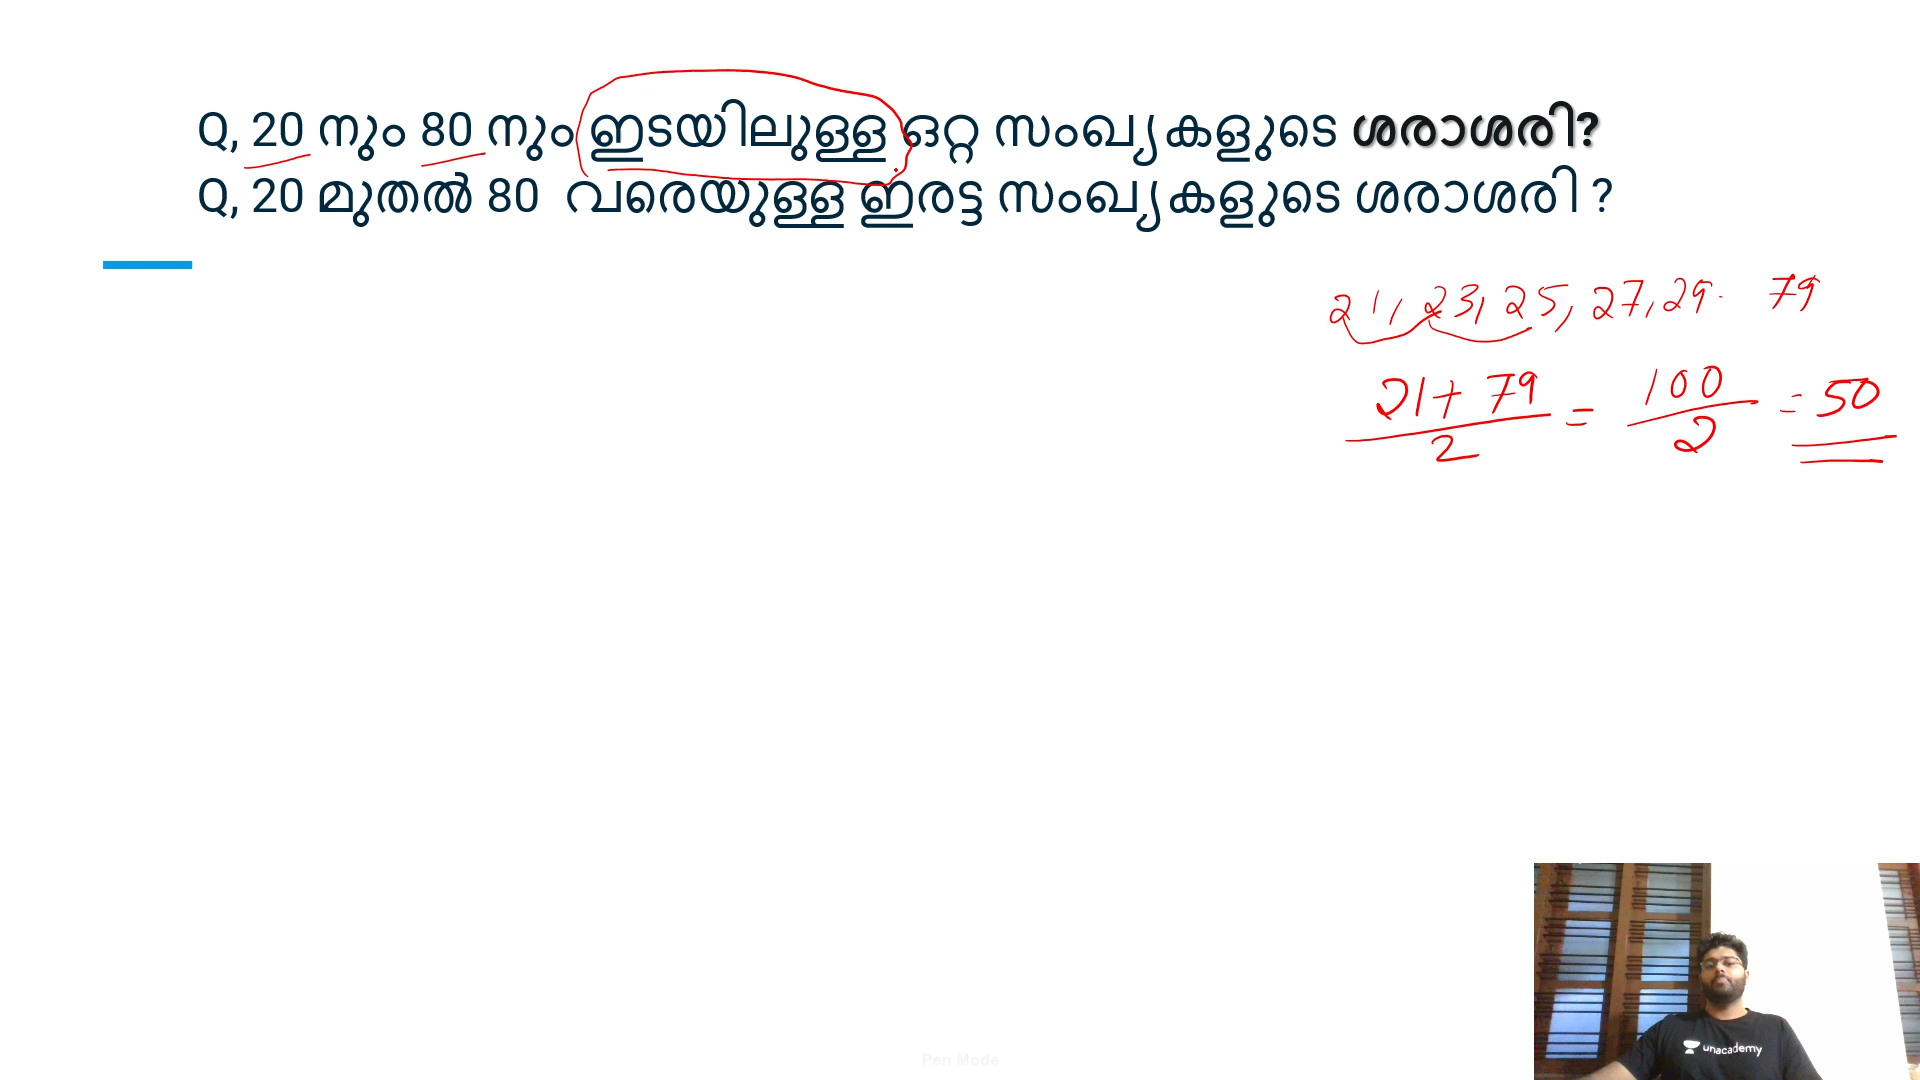 Q, 20 നും 80 നും ഇടയിലുള്ള ഒറ്റ സംഖ്യകളുടെ ശരാശരി?
Q, 20 മുതൽ 80 വരെയുള്ള ഇരട്ട സംഖ്യകളുടെ ശരാശരി ?
21, 23, 25, 27, 29. 79
21 + 79 / 2 = 100 / 2 = 50
unacademy
Pen Mode